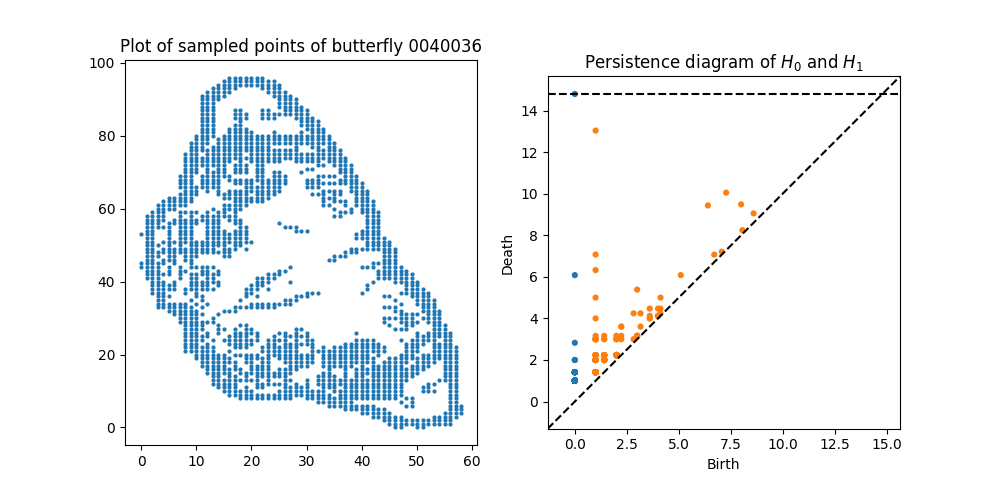 Plot of sampled points of butterfly 0040036
100
80
60
40
20
0
0 10 20 30 40 50 60
Persistence diagram of H₀ and H₁
Death
14
12
10
8
6
4
2
0
0.0 2.5 5.0 7.5 10.0 12.5 15.0
Birth